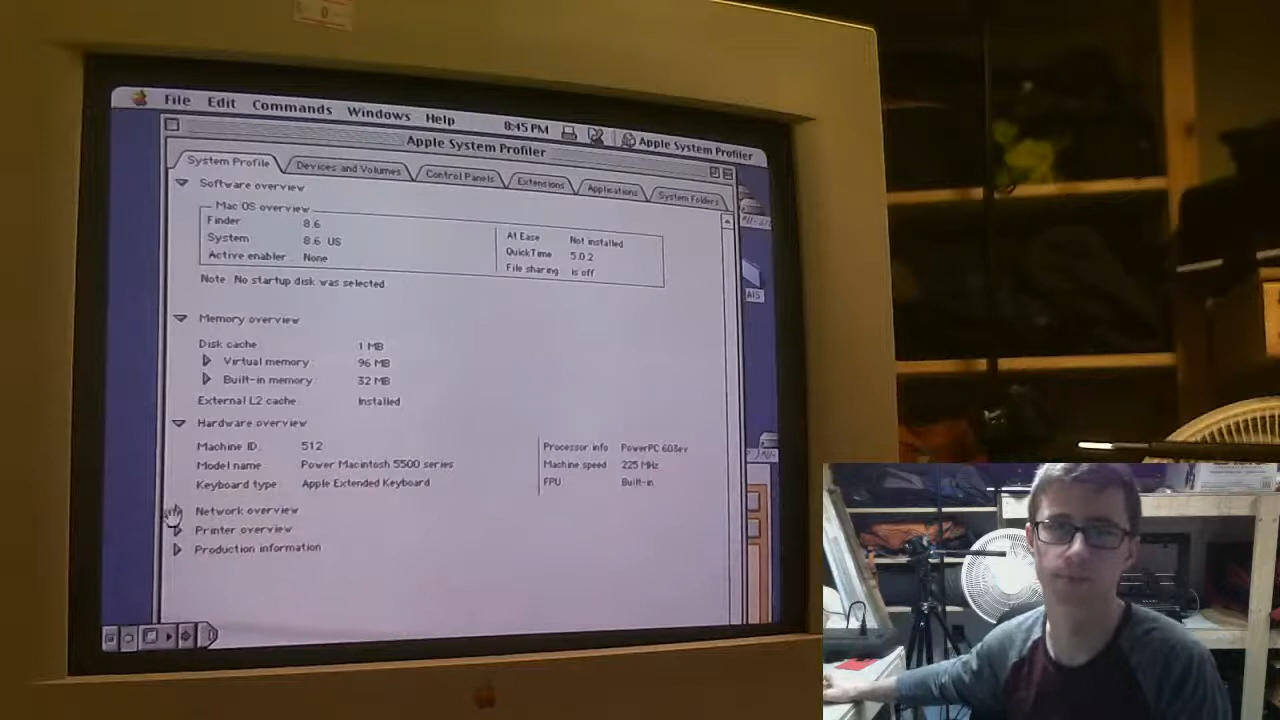 0
File Edit Commands Windows Help 8:45 PM Apple System Profiler
Apple System Profiler
System Profile Devices and Volumes Control Panels Extensions Applications System Folders
Software overview
Mac OS overview
Finder 8.6
System 8.6 US
Active enabler None
At Ease Not installed
QuickTime 5.0.2
File sharing is off
Note: No startup disk was selected
Memory overview
Disk cache 1 MB
Virtual memory: 96 MB
Built-in memory: 32 MB
External L2 cache: Installed
Hardware overview
Machine ID: 512
Model name: Power Macintosh 5500 series
Keyboard type: Apple Extended Keyboard
Processor info: PowerPC 603ev
Machine speed: 225 MHz
FPU: Built-in
Network overview
Printer overview
Production information